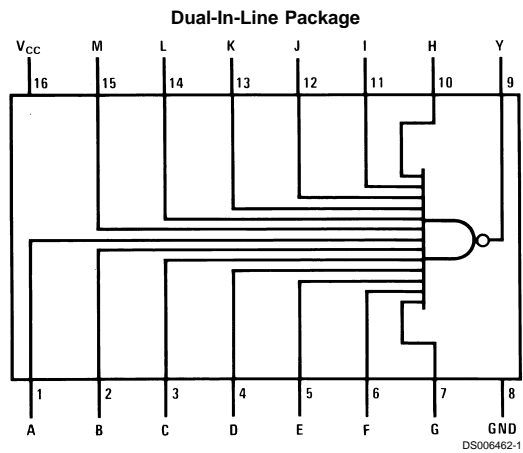 Dual-In-Line Package
VCC M L K J I H Y
16 15 14 13 12 11 10 9
1 2 3 4 5 6 7 8
A B C D E F G GND
DS006462-1